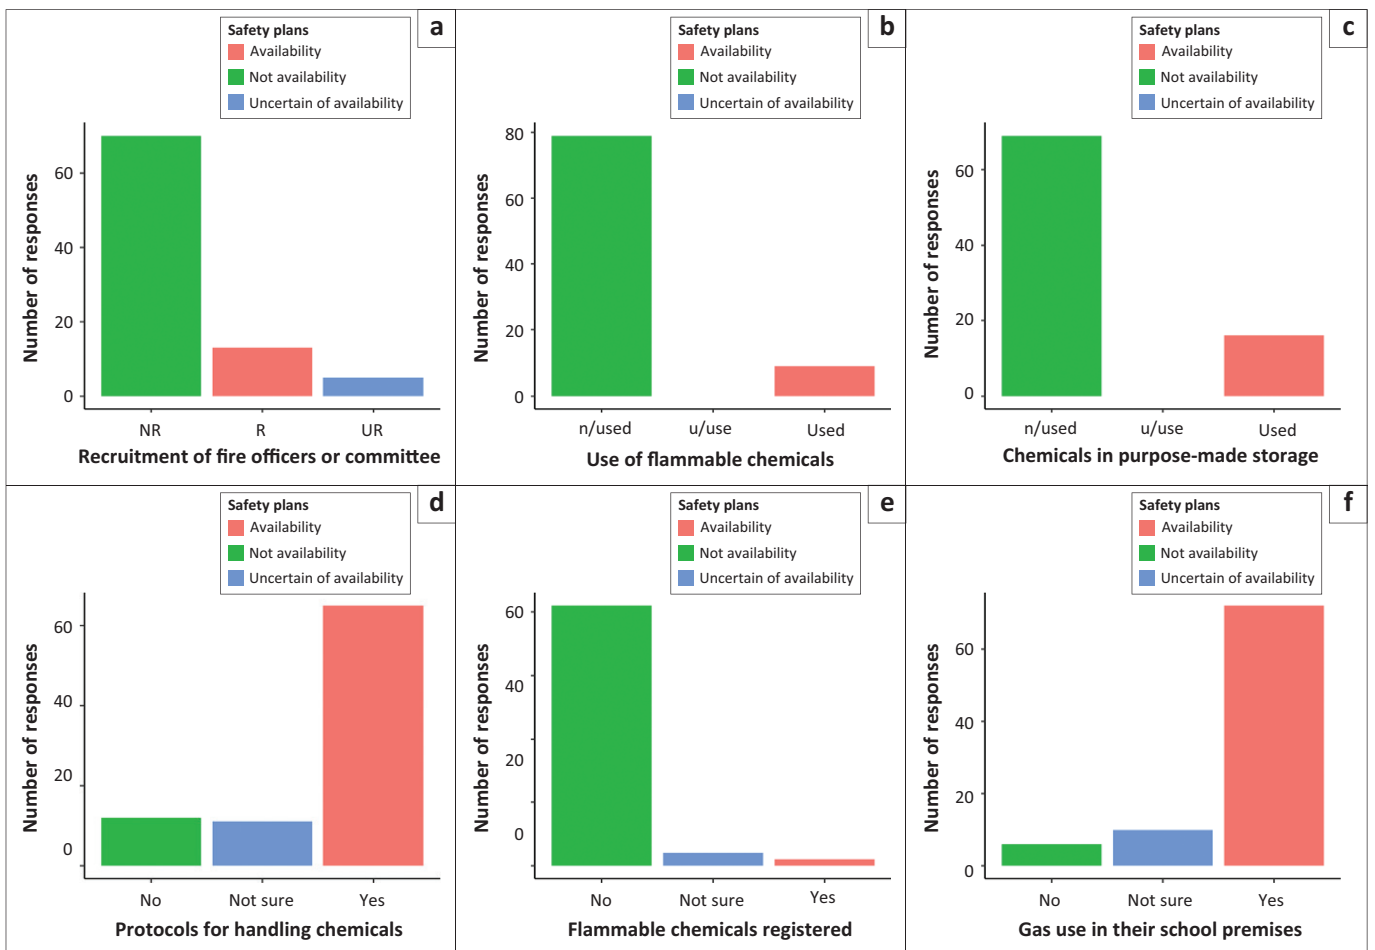 a
Safety plans
Availability
Not availability
Uncertain of availability
Number of responses
60
40
20
0
NR R UR
Recruitment of fire officers or committee
b
Safety plans
Availability
Not availability
Uncertain of availability
Number of responses
80
60
40
20
0
n/used u/use Used
Use of flammable chemicals
c
Safety plans
Availability
Not availability
Uncertain of availability
Number of responses
60
40
20
0
n/used u/use Used
Chemicals in purpose-made storage
d
Safety plans
Availability
Not availability
Uncertain of availability
Number of responses
60
40
20
0
No Not sure Yes
Protocols for handling chemicals
e
Safety plans
Availability
Not availability
Uncertain of availability
Number of responses
60
40
20
0
No Not sure Yes
Flammable chemicals registered
f
Safety plans
Availability
Not availability
Uncertain of availability
Number of responses
60
40
20
0
No Not sure Yes
Gas use in their school premises